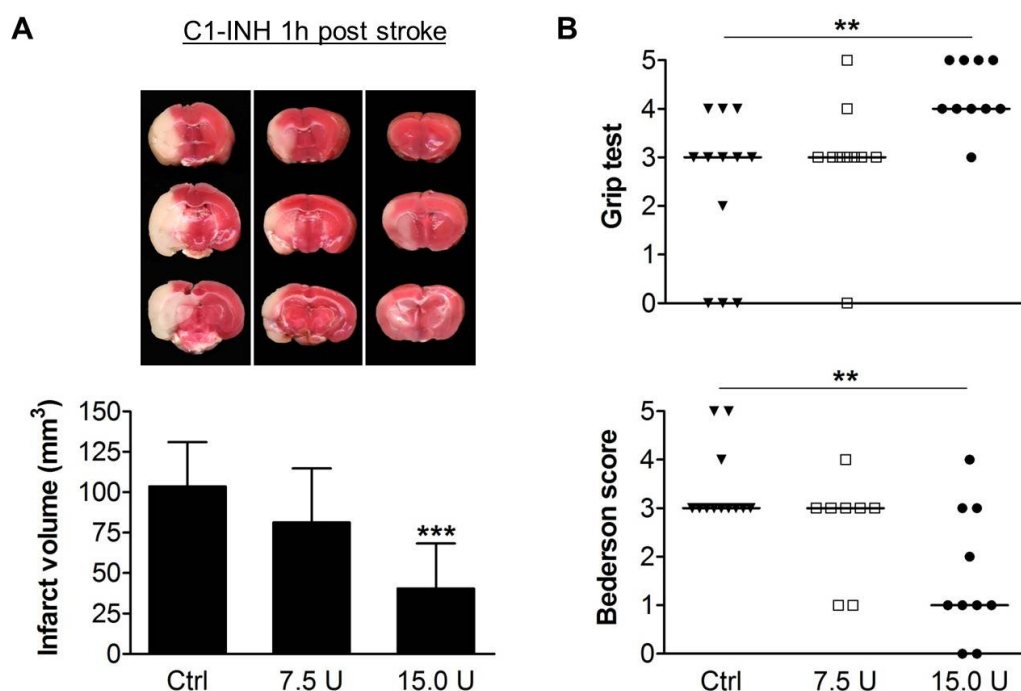 A
C1-INH 1h post stroke
Infarct volume (mm³)
150
125
100
75
50
25
0
***
Ctrl 7.5 U 15.0 U
B
**
Grip test
5
4
3
2
1
0
**
Bederson score
5
4
3
2
1
0
Ctrl 7.5 U 15.0 U